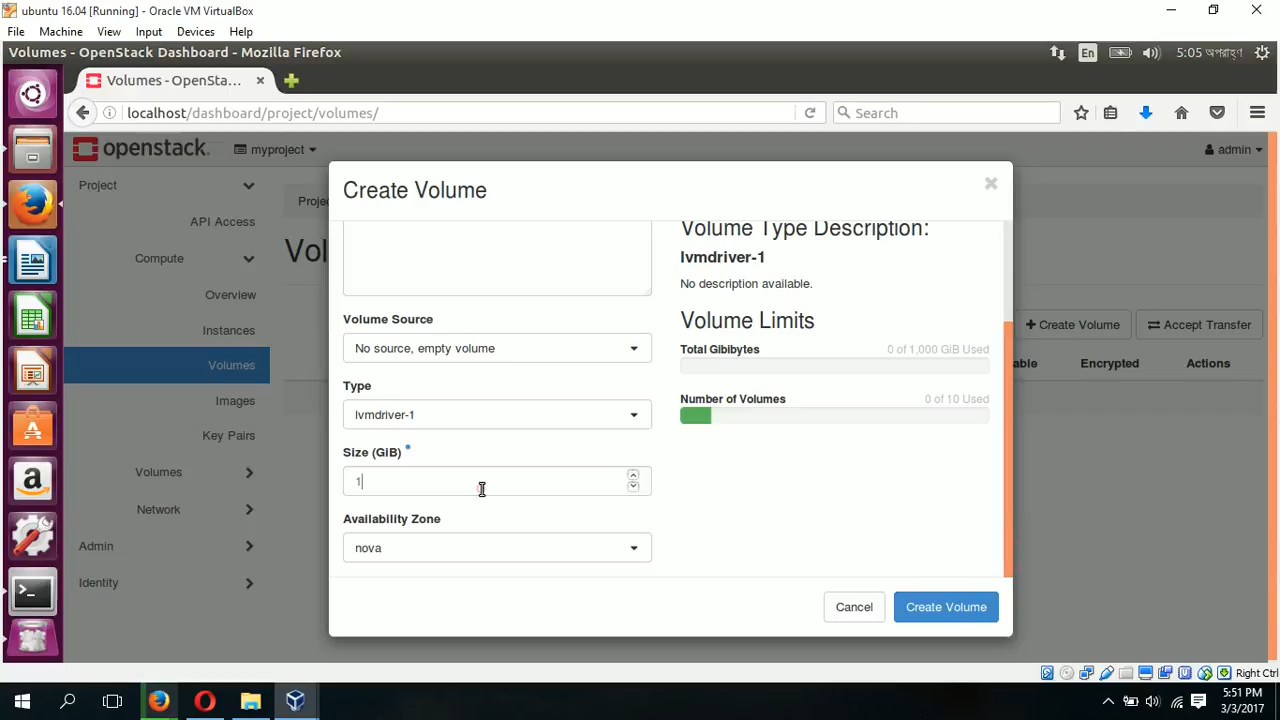 ubuntu 16.04 [Running] - Oracle VM VirtualBox
File Machine View Input Devices Help
Volumes - OpenStack Dashboard - Mozilla Firefox
En
5:05 অপরাহ্ণ
Volumes - OpenSta...
localhost/dashboard/project/volumes/
Search
openstack.
myproject
admin
Project
API Access
Compute
Overview
Instances
Volumes
Images
Key Pairs
Volumes
Network
Admin
Identity
Proje
Vol
Create Volume
Accept Transfer
able
Encrypted
Actions
Create Volume
Volume Source
No source, empty volume
Type
lvmdriver-1
Size (GiB) *
1
Availability Zone
nova
Volume Type Description:
lvmdriver-1
No description available.
Volume Limits
Total Gibibytes
0 of 1,000 GiB Used
Number of Volumes
0 of 10 Used
Cancel
Create Volume
Right Ctrl
5:51 PM
3/3/2017